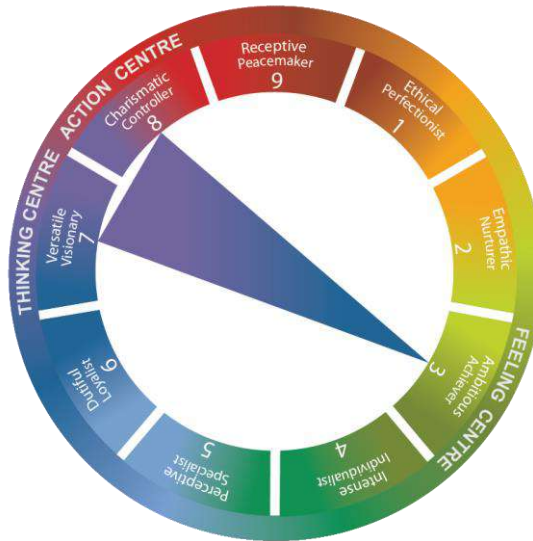 ACTION CENTRE
Receptive
Peacemaker
9
Ethical
Perfectionist
1
Empathic
Nurturer
2
FEELING CENTRE
Ambitious
Achiever
3
Intense
Individualist
4
Perceptive
Specialist
5
Dutiful
Loyalist
6
THINKING CENTRE
Versatile
Visionary
7
Charismatic
Controller
8